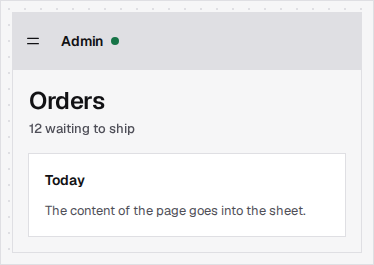 Admin
Orders
12 waiting to ship
Today
The content of the page goes into the sheet.